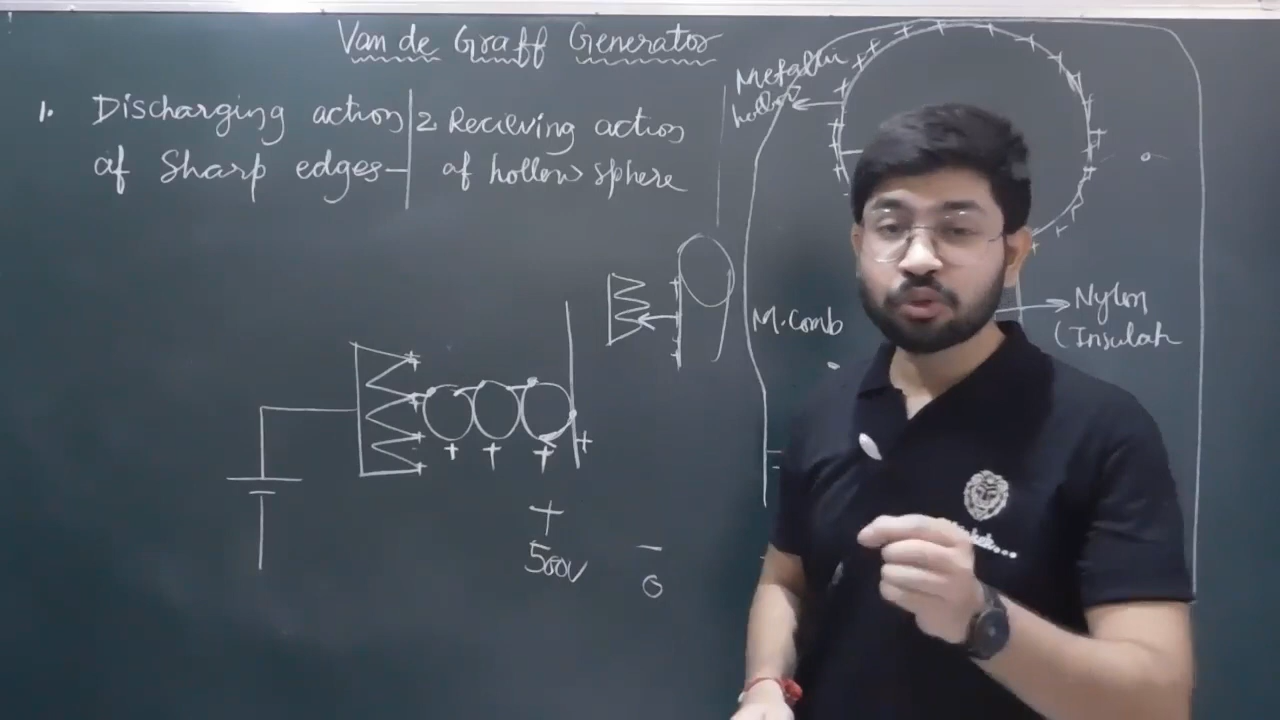 Van de Graff Generator
1. Discharging action
of Sharp edges-
2 Recieving action
of hollow sphere
Metallic
hollow
M. Comb
Nylon
(Insulat
+ + + +
+ + + +
+
500V
-
0